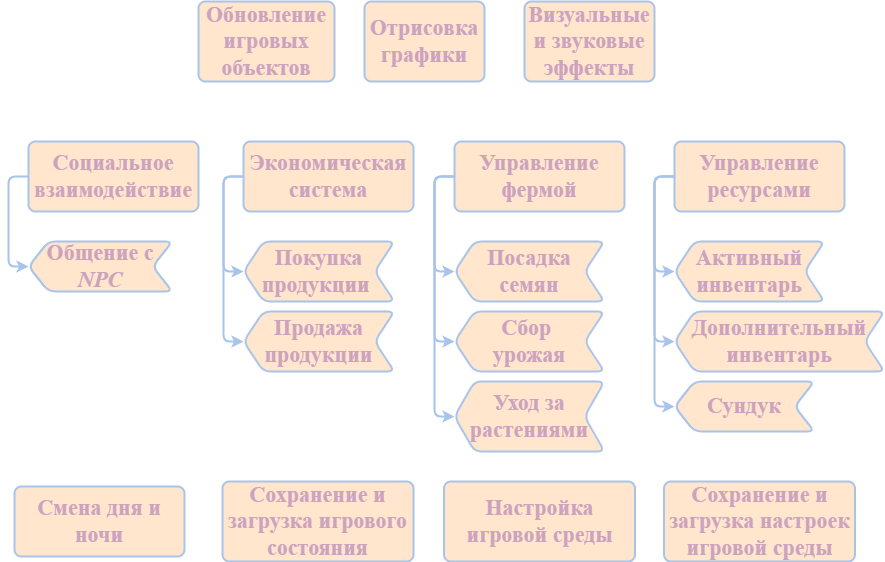 Обновление
игровых
объектов
Отрисовка
графики
Визуальные
и звуковые
эффекты
Социальное
взаимодействие
Экономическая
система
Управление
фермой
Управление
ресурсами
Общение с
NPC
Покупка
продукции
Посадка
семян
Активный
инвентарь
Продажа
продукции
Сбор
урожая
Дополнительный
инвентарь
Уход за
растениями
Сундук
Смена дня и
ночи
Сохранение и
загрузка игрового
состояния
Настройка
игровой среды
Сохранение и
загрузка настроек
игровой среды